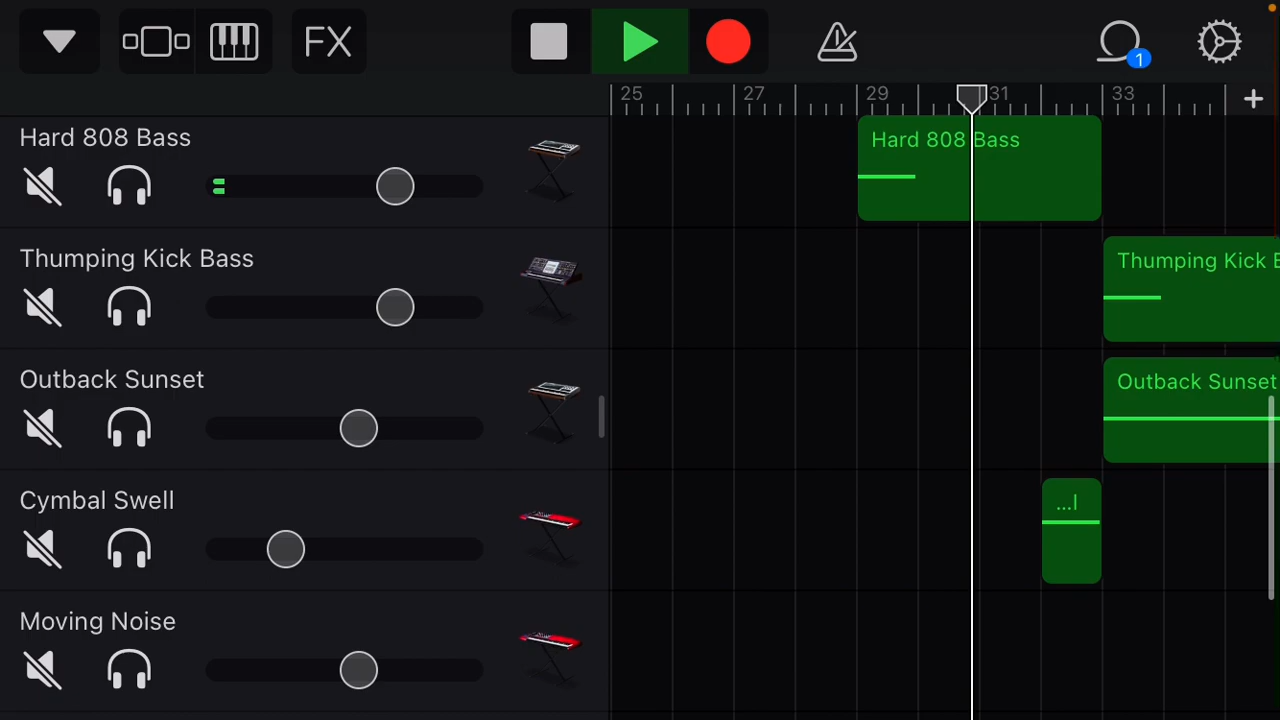 FX
1
25 27 29 31 33
Hard 808 Bass
Hard 808 Bass
Thumping Kick Bass
Thumping Kick
Outback Sunset
Outback Sunset
Cymbal Swell
...l
Moving Noise